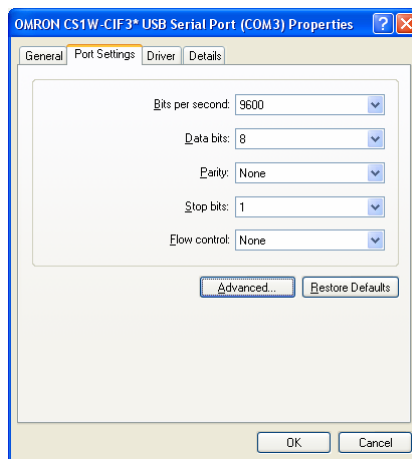 OMRON CS1W-CIF3* USB Serial Port (COM3) Properties
General Port Settings Driver Details
Bits per second: 9600
Data bits: 8
Parity: None
Stop bits: 1
Flow control: None
Advanced... Restore Defaults
OK Cancel